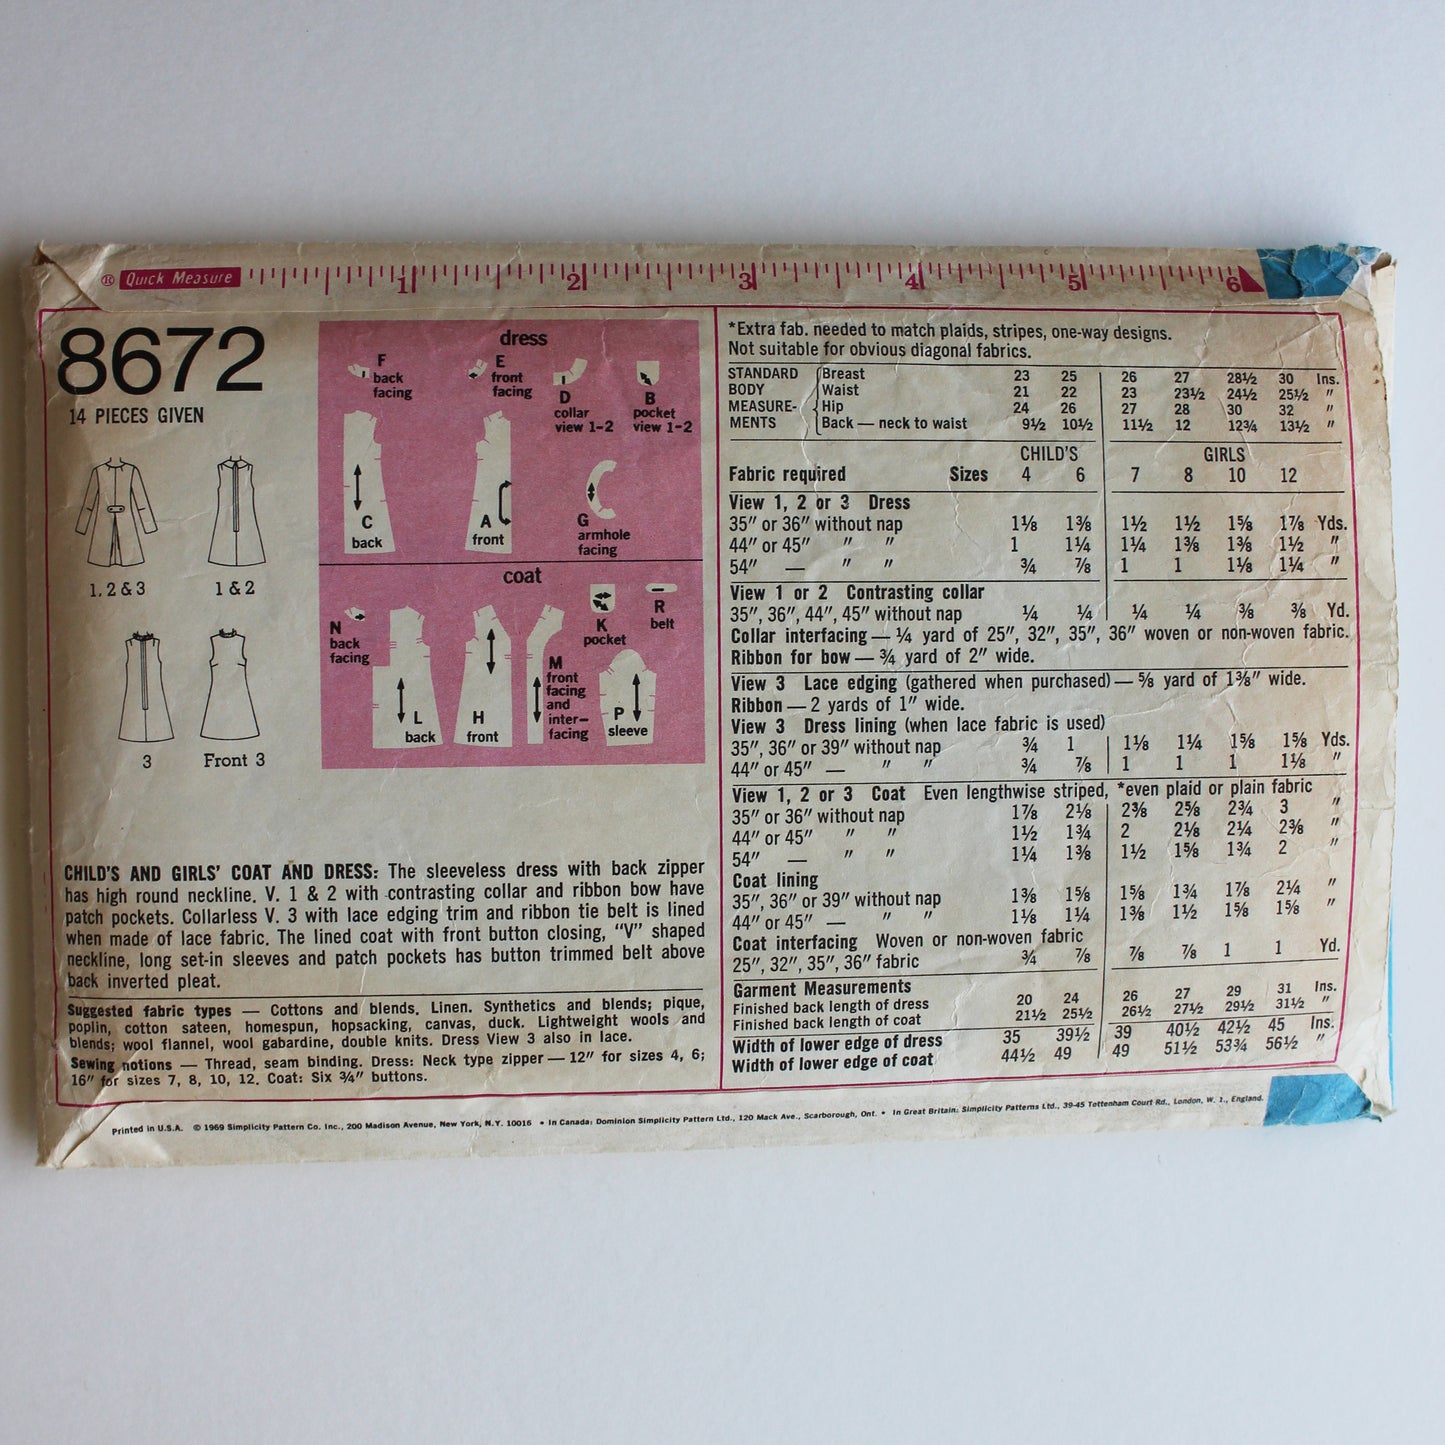 ® Quick Measure 1 2 3 4 5 6
8672
14 PIECES GIVEN
1, 2 & 3
1 & 2
3
Front 3
dress
F
back
facing
E
front
facing
D
collar
view 1-2
B
pocket
view 1-2
C
back
A
front
G
armhole
facing
coat
N
back
facing
L
back
H
front
M
front
facing
and
inter-
facing
K
pocket
R
belt
P
sleeve
CHILD'S AND GIRLS' COAT AND DRESS: The sleeveless dress with back zipper
has high round neckline. V. 1 & 2 with contrasting collar and ribbon bow have
patch pockets. Collarless V. 3 with lace edging trim and ribbon tie belt is lined
when made of lace fabric. The lined coat with front button closing, "V" shaped
neckline, long set-in sleeves and patch pockets has button trimmed belt above
back inverted pleat.
Suggested fabric types — Cottons and blends. Linen. Synthetics and blends; pique,
poplin, cotton sateen, homespun, hopsacking, canvas, duck. Lightweight wools and
blends; wool flannel, wool gabardine, double knits. Dress View 3 also in lace.
Sewing notions — Thread, seam binding. Dress: Neck type zipper — 12" for sizes 4, 6;
16" for sizes 7, 8, 10, 12. Coat: Six ¾" buttons.
*Extra fab. needed to match plaids, stripes, one-way designs.
Not suitable for obvious diagonal fabrics.
STANDARD Breast 23 25 26 27 28½ 30 Ins.
BODY Waist 21 22 23 23½ 24½ 25½ "
MEASURE- Hip 24 26 27 28 30 32 "
MENTS Back — neck to waist 9½ 10½ 11½ 12 12¾ 13½ "
CHILD'S GIRLS
Fabric required Sizes 4 6 7 8 10 12
View 1, 2 or 3 Dress
35" or 36" without nap 1⅛ 1⅜ 1½ 1½ 1⅝ 1⅞ Yds.
44" or 45" " " 1 1¼ 1¼ 1⅜ 1⅜ 1½ "
54" — " " ¾ ⅞ 1 1 1⅛ 1¼ "
View 1 or 2 Contrasting collar
35", 36", 44", 45" without nap ¼ ¼ ¼ ¼ ⅜ ⅜ Yd.
Collar interfacing — ¼ yard of 25", 32", 35", 36" woven or non-woven fabric.
Ribbon for bow — ¾ yard of 2" wide.
View 3 Lace edging (gathered when purchased) — ⅝ yard of 1⅜" wide.
Ribbon — 2 yards of 1" wide.
View 3 Dress lining (when lace fabric is used)
35", 36" or 39" without nap ¾ 1 1⅛ 1¼ 1⅝ 1⅝ Yds.
44" or 45" — " " ¾ ⅞ 1 1 1 1⅛ "
View 1, 2 or 3 Coat Even lengthwise striped, *even plaid or plain fabric
35" or 36" without nap 1⅞ 2⅛ 2⅜ 2⅝ 2¾ 3 "
44" or 45" " " 1½ 1¾ 2 2⅛ 2¼ 2⅜ "
54" — " " 1¼ 1⅜ 1½ 1⅝ 1¾ 2 "
Coat lining
35", 36" or 39" without nap 1⅜ 1⅝ 1⅝ 1¾ 1⅞ 2¼ "
44" or 45" — " " 1⅛ 1¼ 1⅜ 1½ 1⅝ 1⅝ "
Coat interfacing Woven or non-woven fabric
25", 32", 35", 36" fabric ¾ ⅞ ⅞ ⅞ 1 1 Yd.
Garment Measurements
Finished back length of dress 20 24 26 27 29 31 Ins.
Finished back length of coat 21½ 25½ 26½ 27½ 29½ 31½ "
Width of lower edge of dress 35 39½ 39 40½ 42½ 45 Ins.
Width of lower edge of coat 44½ 49 49 51½ 53¾ 56½ "
Printed in U.S.A. © 1969 Simplicity Pattern Co. Inc., 200 Madison Avenue, New York, N.Y. 10016 • In Canada: Dominion Simplicity Pattern Ltd., 120 Mack Ave., Scarborough, Ont. • In Great Britain: Simplicity Patterns Ltd., 39-45 Tottenham Court Rd., London, W. 1., England.